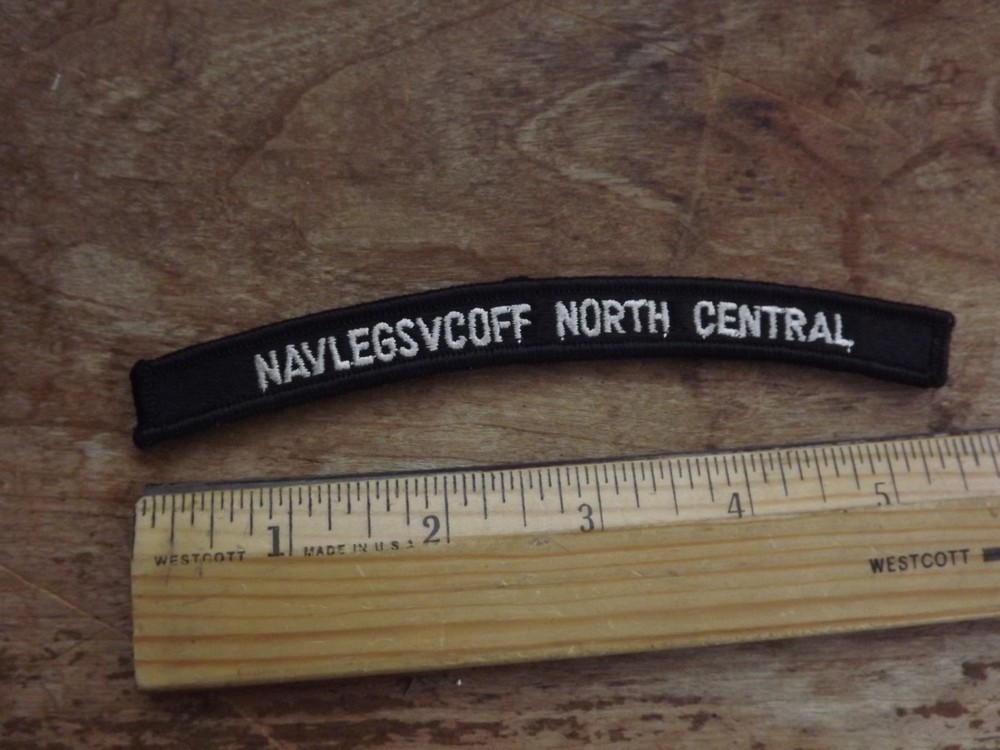 NAVLEGSVCOFF NORTH CENTRAL
1 2 3 4 5
WESTCOTT MADE IN U.S.A
WESTCOTT